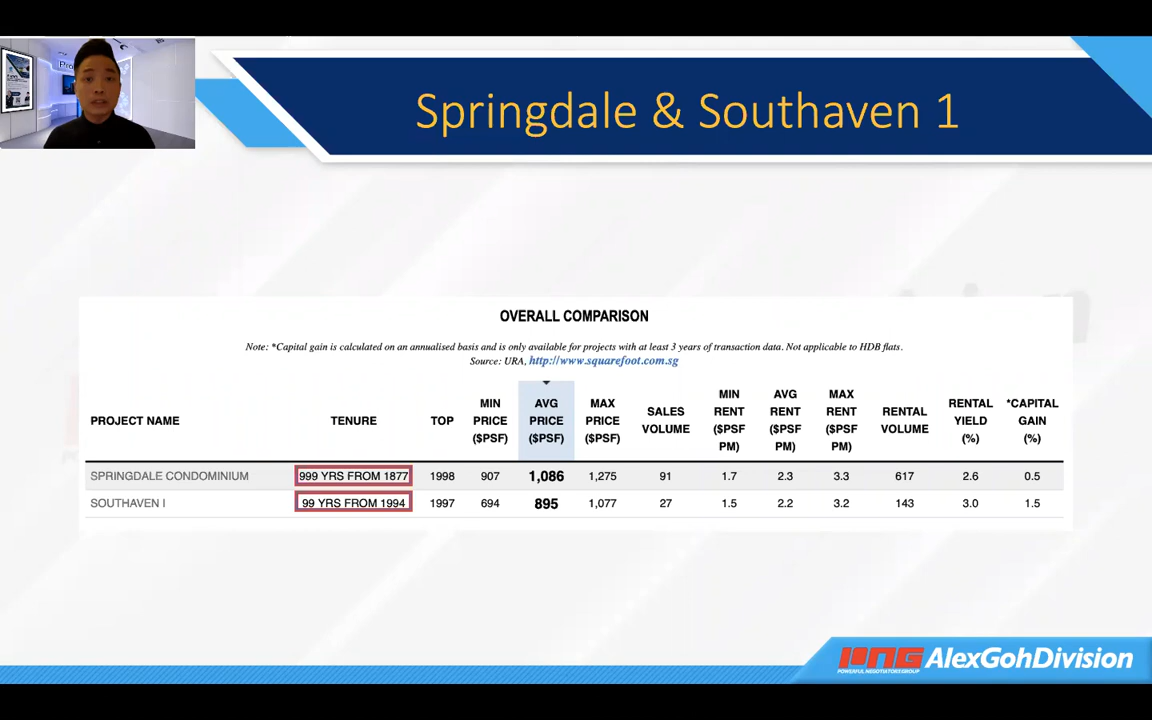 Springdale & Southaven 1
OVERALL COMPARISON
Note: *Capital gain is calculated on an annualised basis and is only available for projects with at least 3 years of transaction data. Not applicable to HDB flats.
Source: URA, http://www.squarefoot.com.sg
PROJECT NAME TENURE TOP MIN PRICE ($PSF) AVG PRICE ($PSF) MAX PRICE ($PSF) SALES VOLUME MIN RENT ($PSF PM) AVG RENT ($PSF PM) MAX RENT ($PSF PM) RENTAL VOLUME RENTAL YIELD (%) *CAPITAL GAIN (%)
SPRINGDALE CONDOMINIUM 999 YRS FROM 1877 1998 907 1,086 1,275 91 1.7 2.3 3.3 617 2.6 0.5
SOUTHAVEN I 99 YRS FROM 1994 1997 694 895 1,077 27 1.5 2.2 3.2 143 3.0 1.5
PNG AlexGohDivision
POWERFUL NEGOTIATORS GROUP